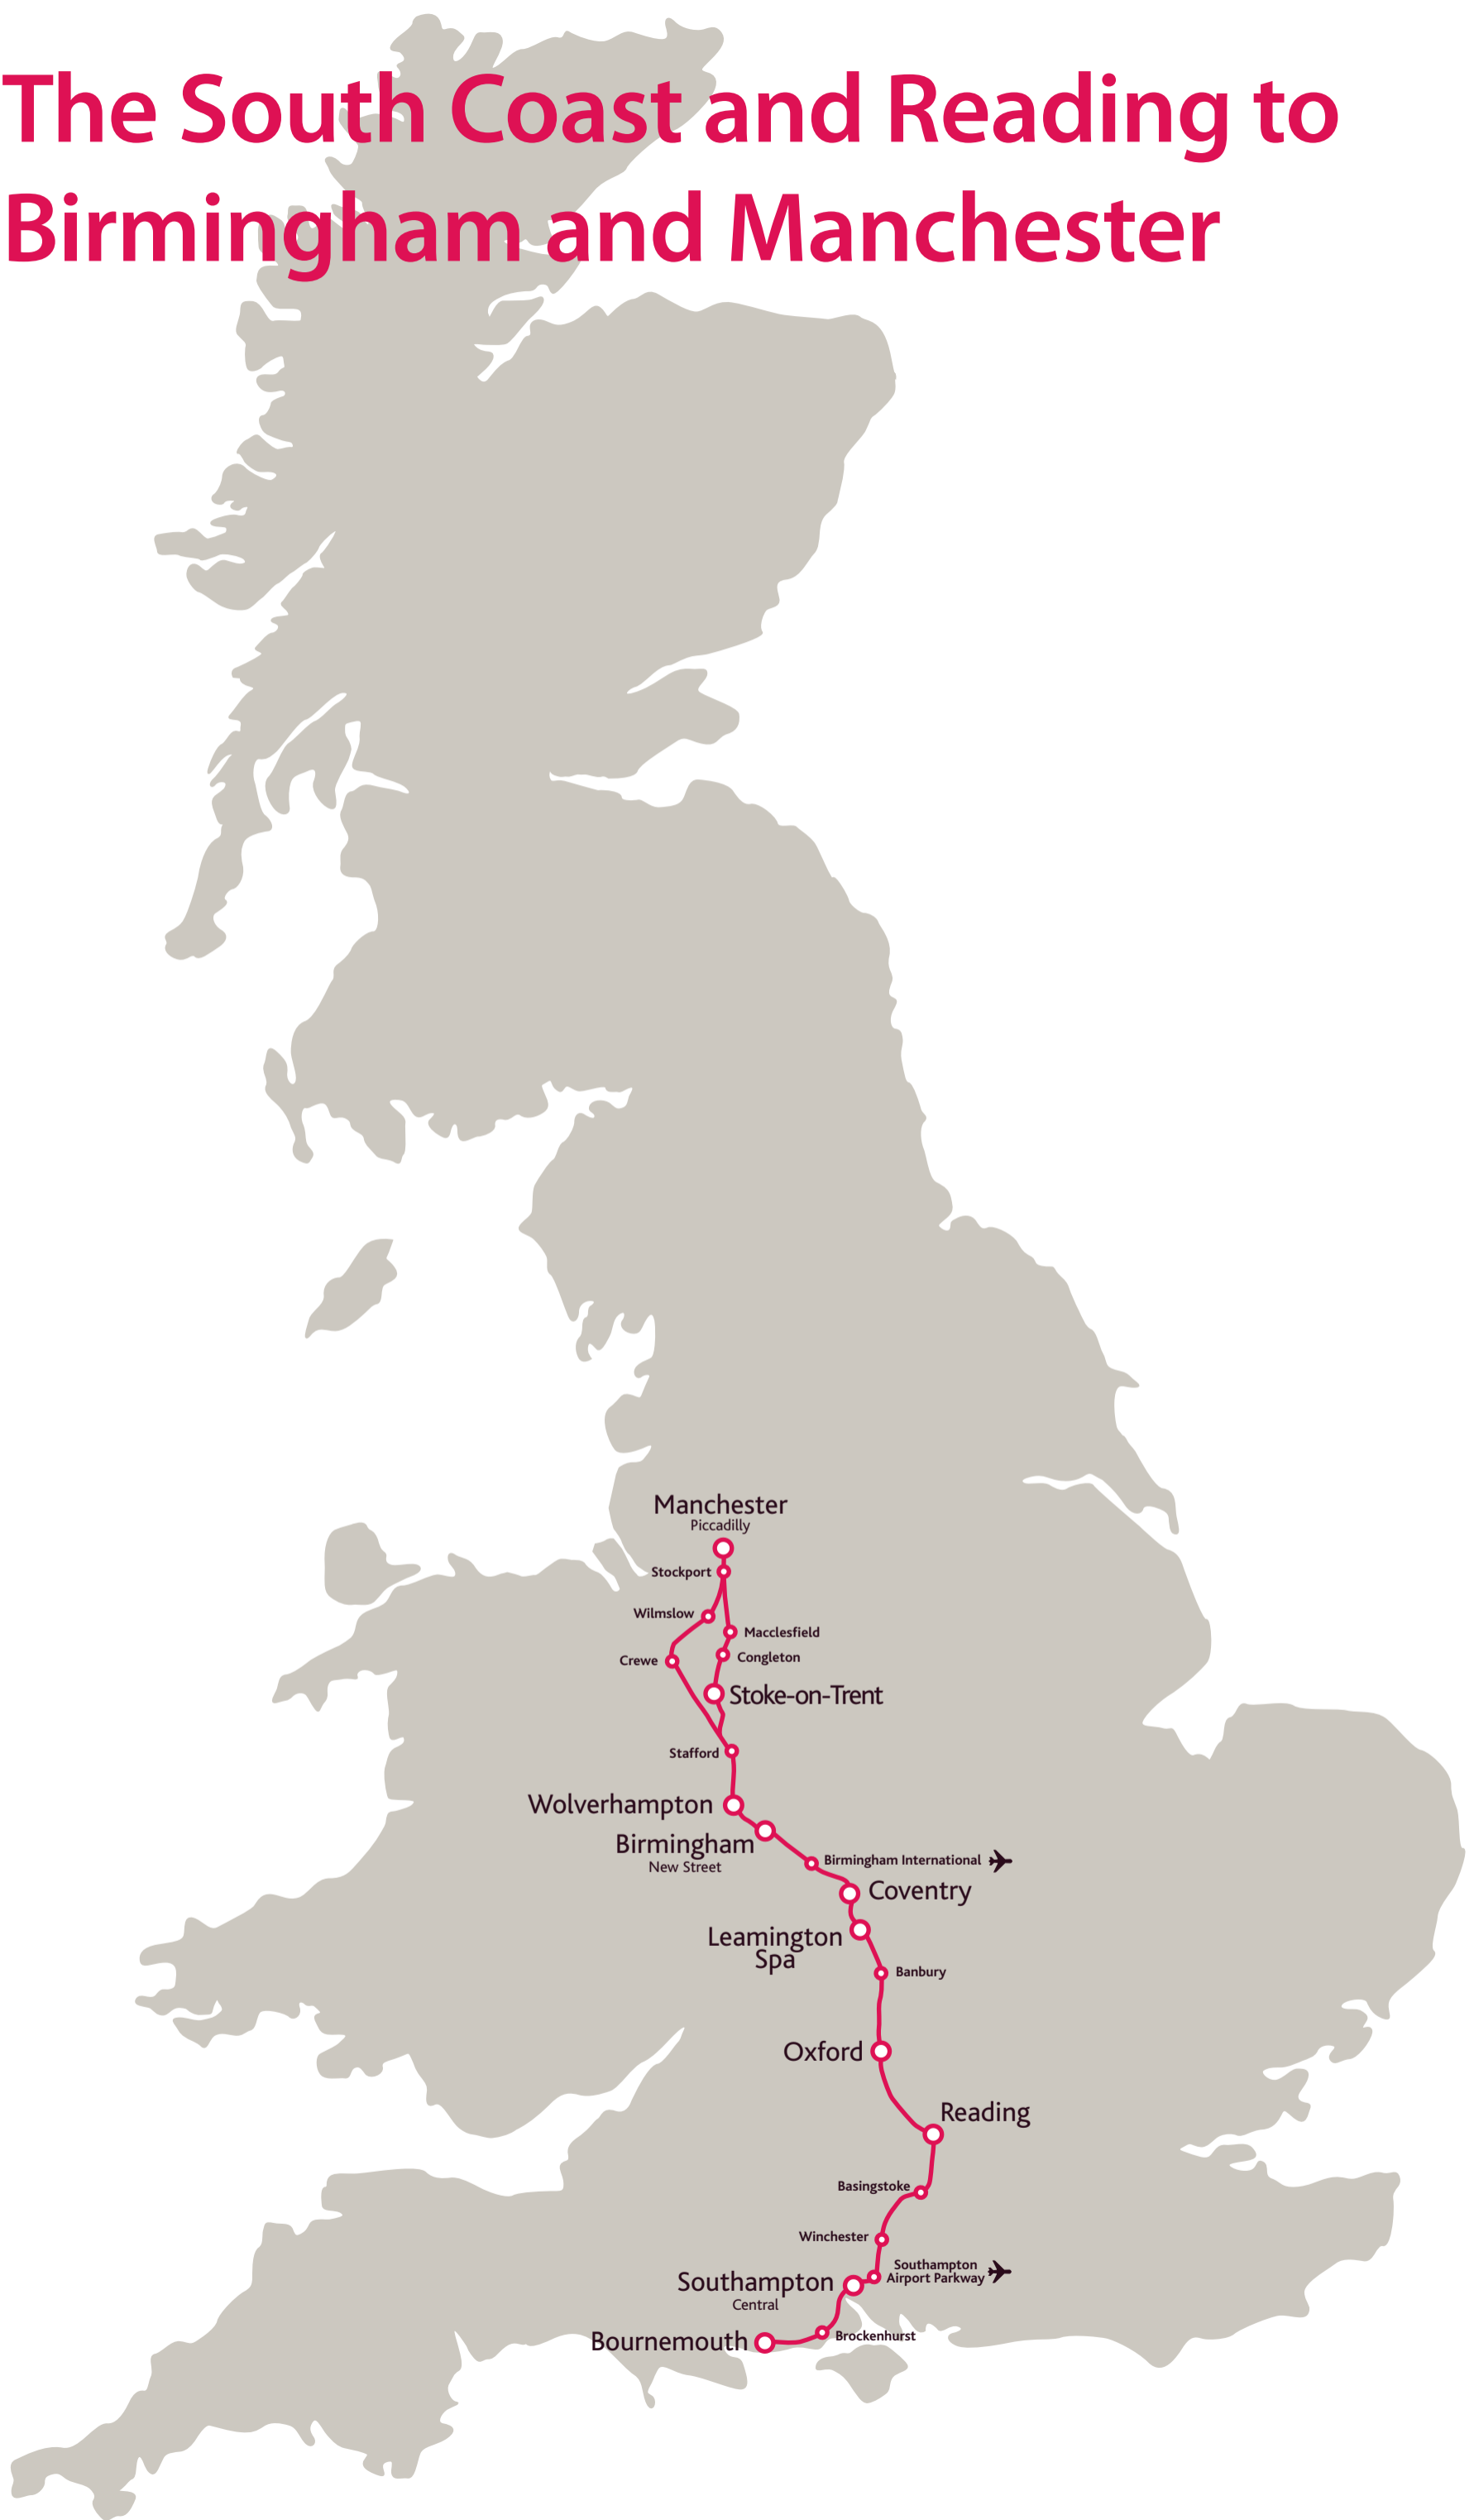 The South Coast and Reading to
Birmingham and Manchester
Manchester
Piccadilly
Stockport
Wilmslow
Macclesfield
Congleton
Crewe
Stoke-on-Trent
Stafford
Wolverhampton
Birmingham
New Street
Birmingham International
Coventry
Leamington
Spa
Banbury
Oxford
Reading
Basingstoke
Winchester
Southampton
Airport Parkway
Southampton
Central
Brockenhurst
Bournemouth